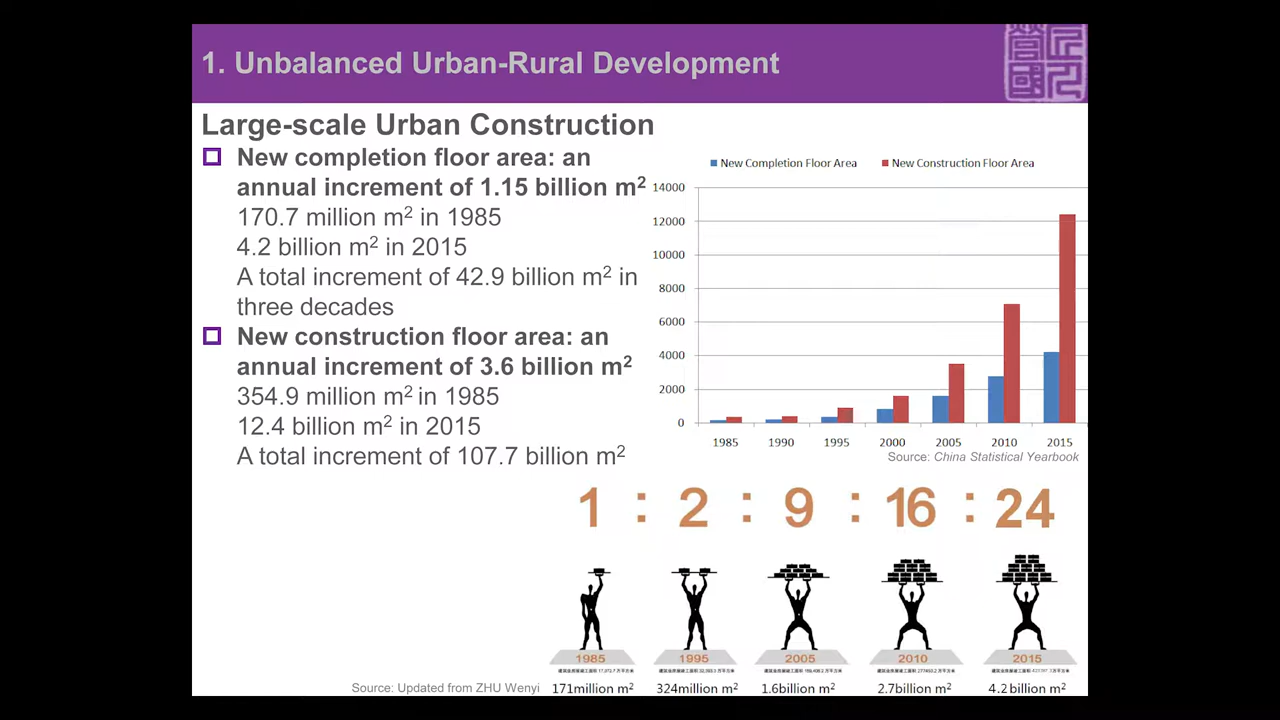 1. Unbalanced Urban-Rural Development
Large-scale Urban Construction
New completion floor area: an
annual increment of 1.15 billion m²
170.7 million m² in 1985
4.2 billion m² in 2015
A total increment of 42.9 billion m² in
three decades
New construction floor area: an
annual increment of 3.6 billion m²
354.9 million m² in 1985
12.4 billion m² in 2015
A total increment of 107.7 billion m²
New Completion Floor Area New Construction Floor Area
14000
12000
10000
8000
6000
4000
2000
0
1985 1990 1995 2000 2005 2010 2015
Source: China Statistical Yearbook
1 : 2 : 9 : 16 : 24
1985 1995 2005 2010 2015
171million m² 324million m² 1.6billion m² 2.7billion m² 4.2billion m²
Source: Updated from ZHU Wenyi